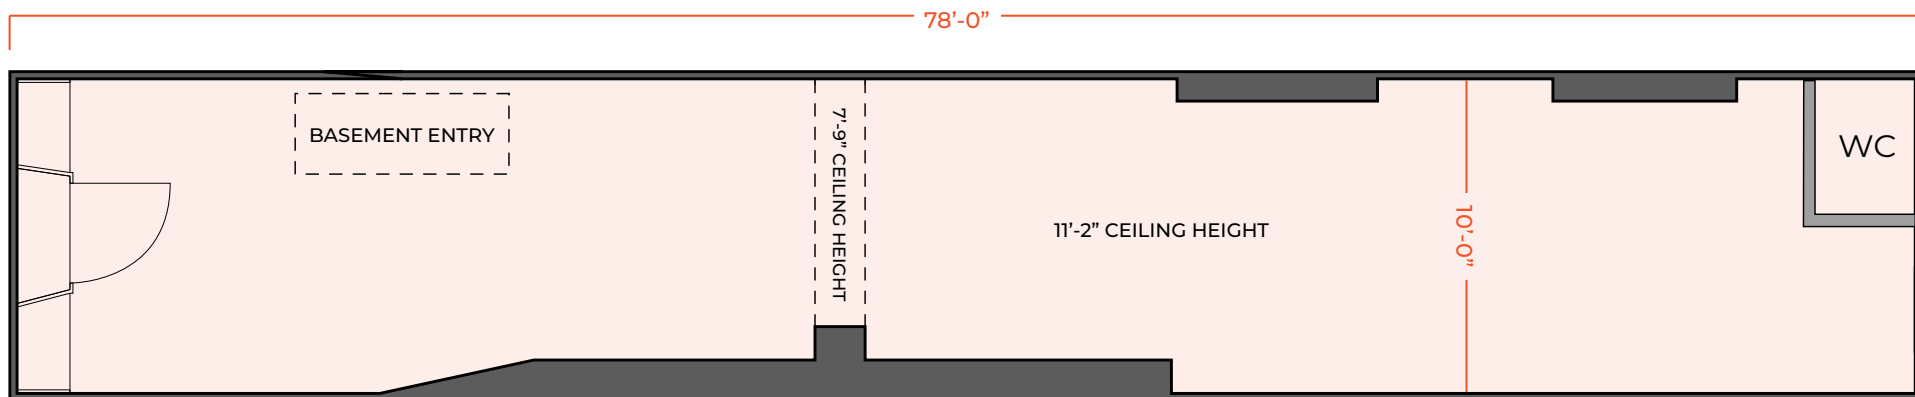 78’-0”
BASEMENT ENTRY
7’-9” CEILING HEIGHT
11’-2” CEILING HEIGHT
10’-0”
WC